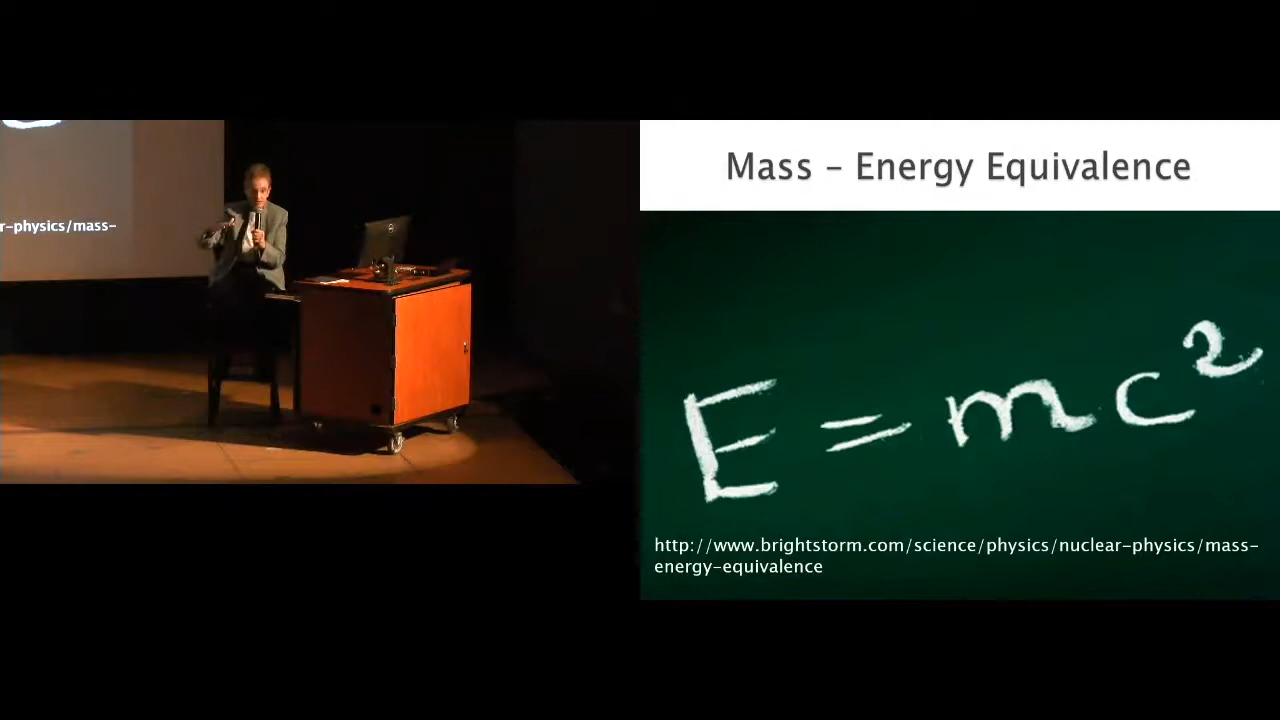 r-physics/mass-
Mass – Energy Equivalence
E = mc²
http://www.brightstorm.com/science/physics/nuclear-physics/mass-
energy-equivalence